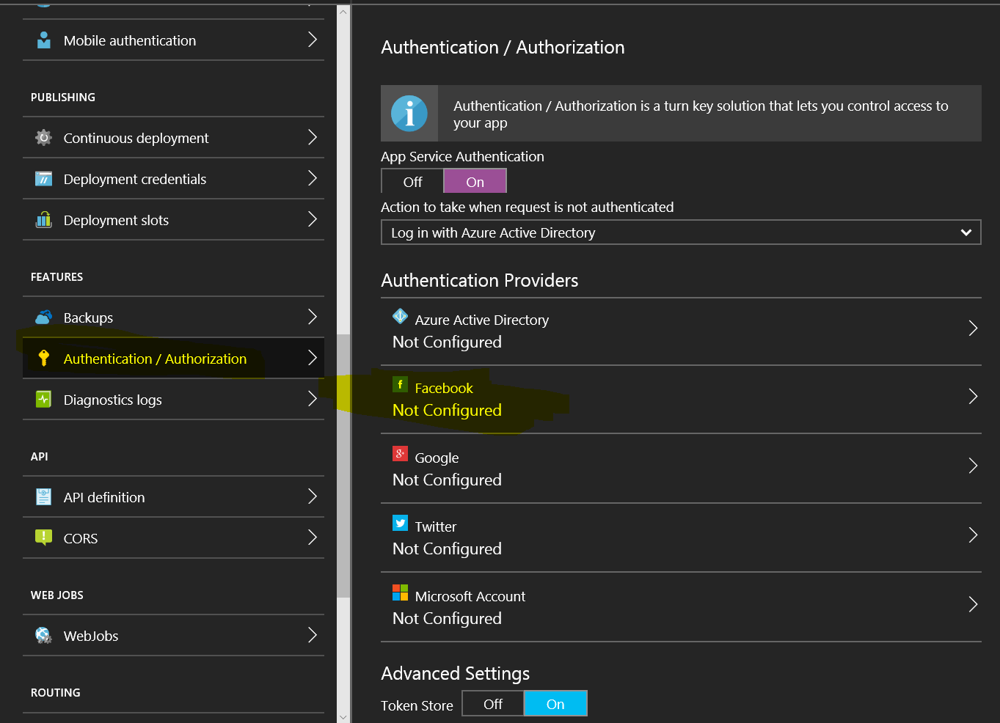 Mobile authentication
PUBLISHING
Continuous deployment
Deployment credentials
Deployment slots
FEATURES
Backups
Authentication / Authorization
Diagnostics logs
API
API definition
CORS
WEB JOBS
WebJobs
ROUTING
Authentication / Authorization
Authentication / Authorization is a turn key solution that lets you control access to
your app
App Service Authentication
Off On
Action to take when request is not authenticated
Log in with Azure Active Directory
Authentication Providers
Azure Active Directory
Not Configured
Facebook
Not Configured
Google
Not Configured
Twitter
Not Configured
Microsoft Account
Not Configured
Advanced Settings
Token Store Off On